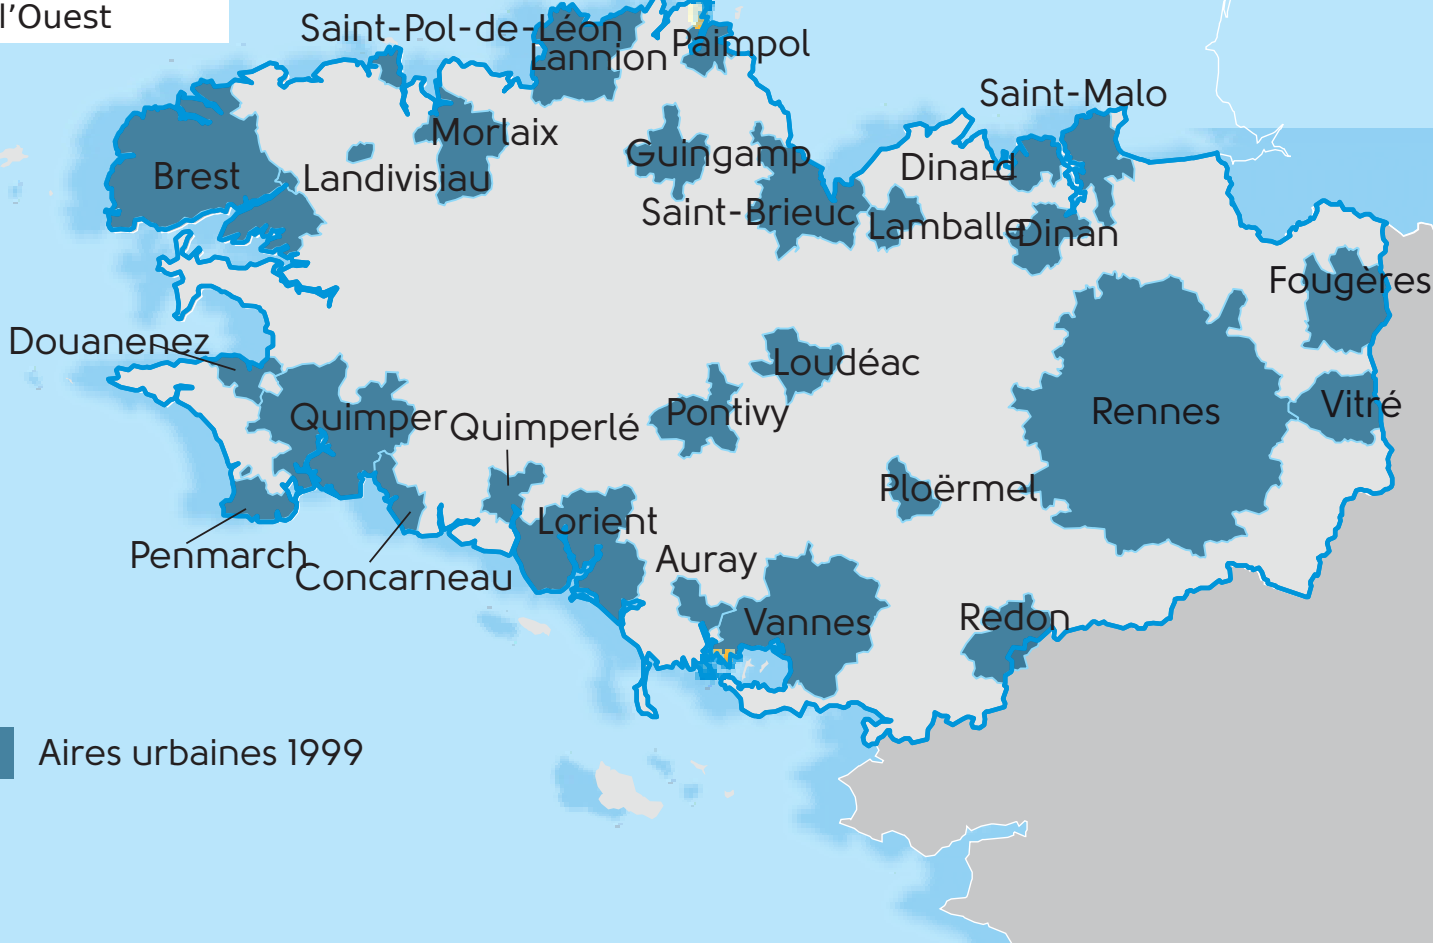 l’Ouest
Saint-Pol-de-Léon
Lannion
Paimpol
Saint-Malo
Morlaix
Guingamp
Dinard
Brest
Landivisiau
Saint-Brieuc
Lamballe
Dinan
Fougères
Douanenez
Loudéac
Vitré
Pontivy
Rennes
Quimper
Quimperlé
Ploërmel
Lorient
Penmarch
Auray
Concarneau
Redon
Vannes
Aires urbaines 1999